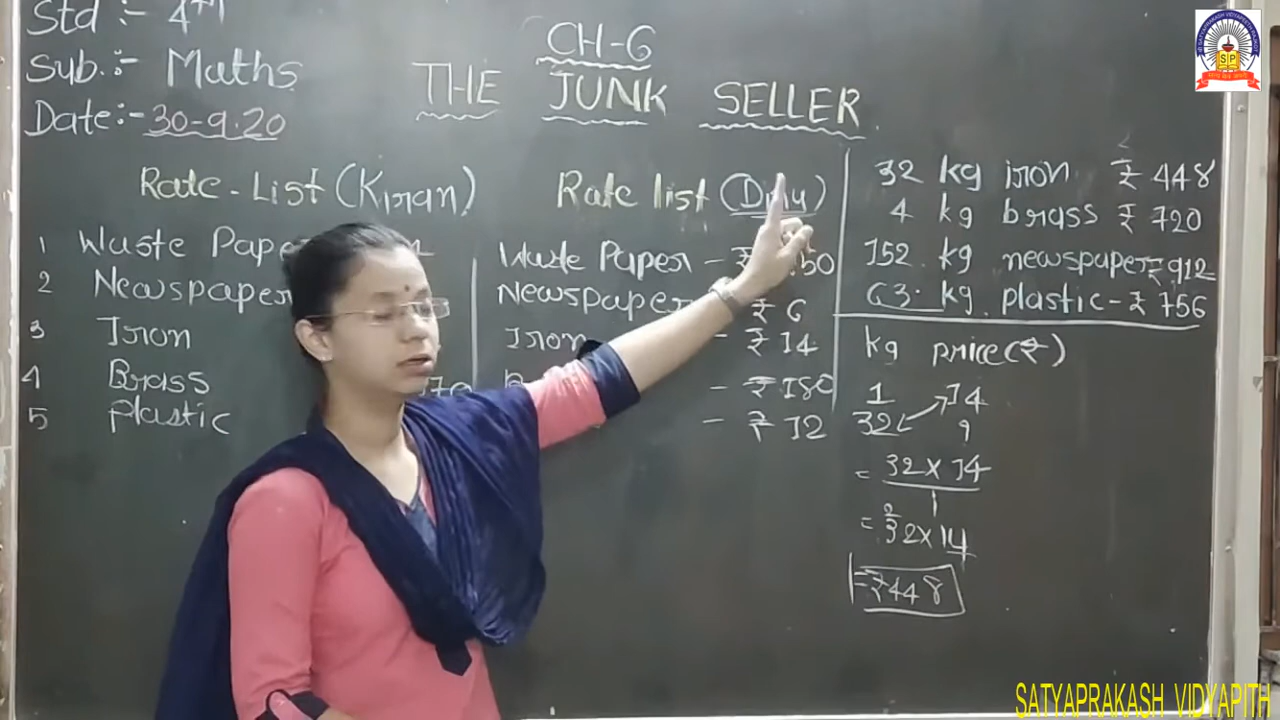 Std :- 4th
Sub. :- Maths
Date :- 30-9.20
CH-6
THE JUNK SELLER
Rate - List (Kiran)
1 Waste Pape
2 Newspaper
3 Iron
4 Brass 170
5 Plastic
Rate list
Waste Paper - ₹
Newspaper ₹ 6
Iron - ₹ 14
- ₹ 180
- ₹ 12
32 kg iron ₹ 448
4 kg brass ₹ 720
152 kg newspaper ₹ 912
63 kg plastic - ₹ 756
kg price (₹)
1 14
32 ?
= 32 x 14
1
= 32 x 14
= ₹ 448
SP
SATYAPRAKASH VIDYAPITH